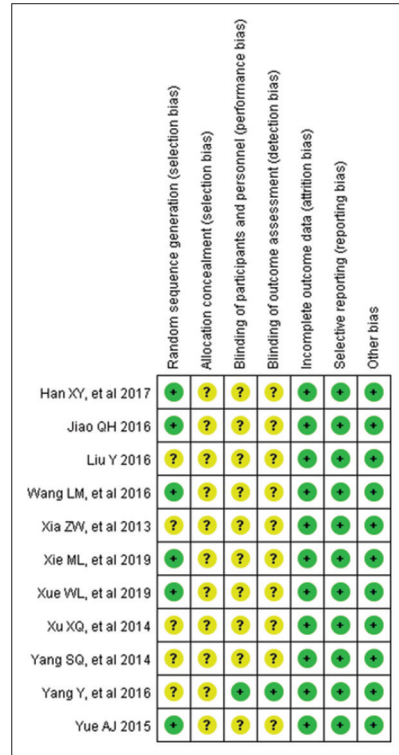 Random sequence generation (selection bias)
Allocation concealment (selection bias)
Blinding of participants and personnel (performance bias)
Blinding of outcome assessment (detection bias)
Incomplete outcome data (attrition bias)
Selective reporting (reporting bias)
Other bias
Han XY, et al 2017 + ? ? ? + + +
Jiao QH 2016 + ? ? ? + + +
Liu Y 2016 ? ? ? ? + + +
Wang LM, et al 2016 + ? ? ? + + +
Xia ZW, et al 2013 ? ? ? ? + + +
Xie ML, et al 2019 + ? ? ? + + +
Xue WL, et al 2019 + ? ? ? + + +
Xu XQ, et al 2014 ? ? ? ? + + +
Yang SQ, et al 2014 ? ? ? ? + + +
Yang Y, et al 2016 ? ? + + + + +
Yue AJ 2015 + ? ? ? + + +